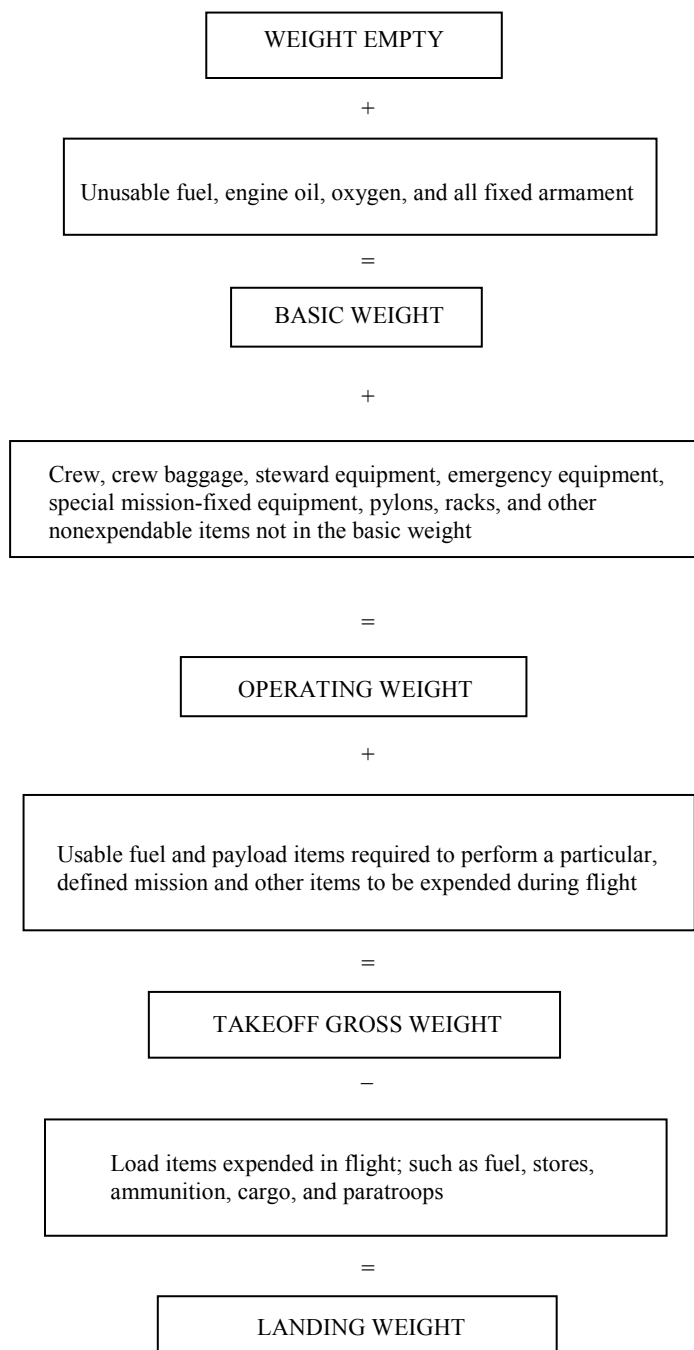 WEIGHT EMPTY
+
Unusable fuel, engine oil, oxygen, and all fixed armament
=
BASIC WEIGHT
+
Crew, crew baggage, steward equipment, emergency equipment,
special mission-fixed equipment, pylons, racks, and other
nonexpendable items not in the basic weight
=
OPERATING WEIGHT
+
Usable fuel and payload items required to perform a particular,
defined mission and other items to be expended during flight
=
TAKEOFF GROSS WEIGHT
–
Load items expended in flight; such as fuel, stores,
ammunition, cargo, and paratroops
=
LANDING WEIGHT